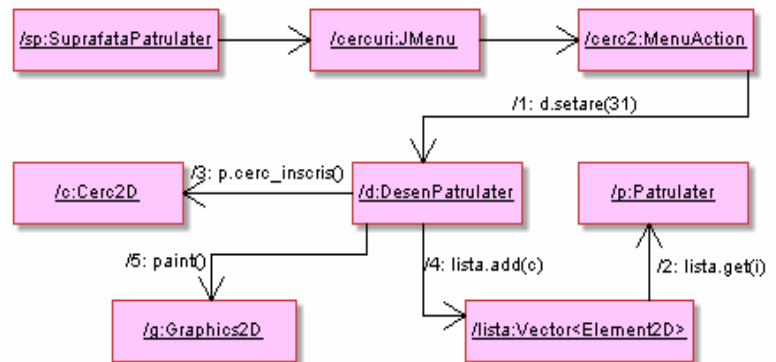 /sp:SuprafataPatrulater
/cercuri:JMenu
/cerc2:MenuAction
/1: d.setare(31)
/3: p.cerc_inscris()
/c:Cerc2D
/d:DesenPatrulater
/p:Patrulater
/5: paint()
/4: lista.add(c)
/2: lista.get(i)
/g:Graphics2D
/lista:Vector<Element2D>